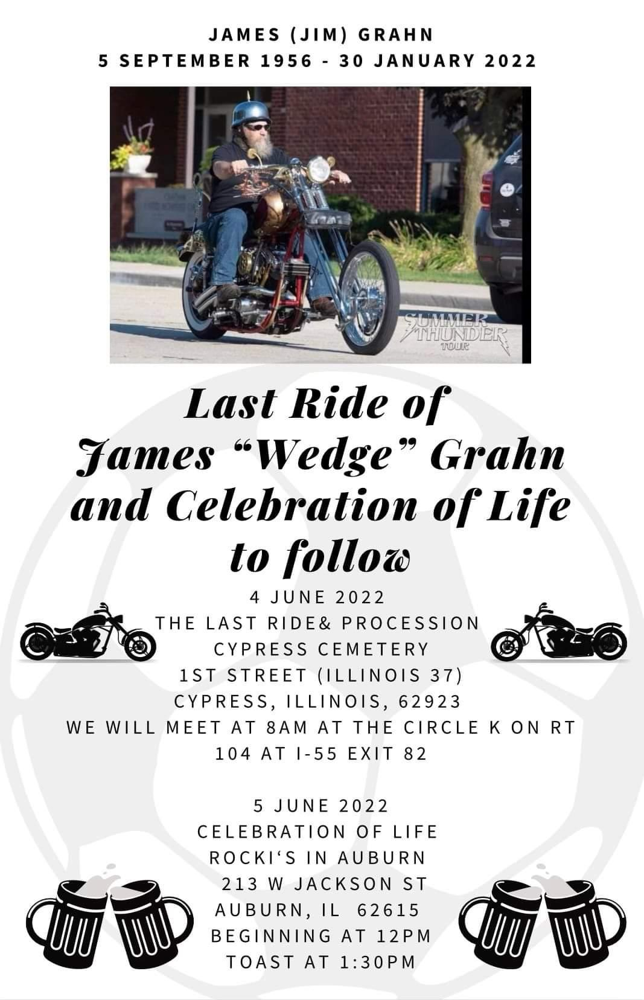 JAMES (JIM) GRAHN
5 SEPTEMBER 1956 - 30 JANUARY 2022
SUMMER
THUNDER
TOUR
Last Ride of
James “Wedge” Grahn
and Celebration of Life
to follow
4 JUNE 2022
THE LAST RIDE& PROCESSION
CYPRESS CEMETERY
1ST STREET (ILLINOIS 37)
CYPRESS, ILLINOIS, 62923
WE WILL MEET AT 8AM AT THE CIRCLE K ON RT
104 AT I-55 EXIT 82
5 JUNE 2022
CELEBRATION OF LIFE
ROCKI‘S IN AUBURN
213 W JACKSON ST
AUBURN, IL 62615
BEGINNING AT 12PM
TOAST AT 1:30PM